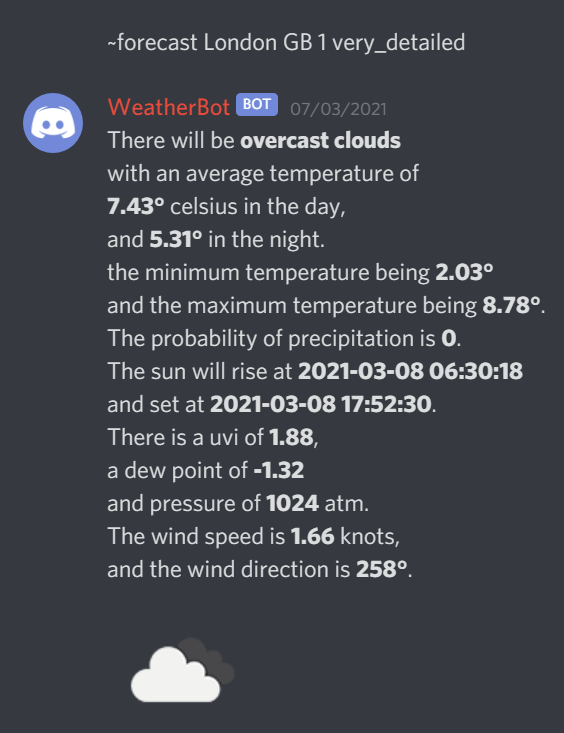 ~forecast London GB 1 very_detailed
WeatherBot BOT 07/03/2021
There will be overcast clouds
with an average temperature of
7.43° celsius in the day,
and 5.31° in the night.
the minimum temperature being 2.03°
and the maximum temperature being 8.78°.
The probability of precipitation is 0.
The sun will rise at 2021-03-08 06:30:18
and set at 2021-03-08 17:52:30.
There is a uvi of 1.88,
a dew point of -1.32
and pressure of 1024 atm.
The wind speed is 1.66 knots,
and the wind direction is 258°.